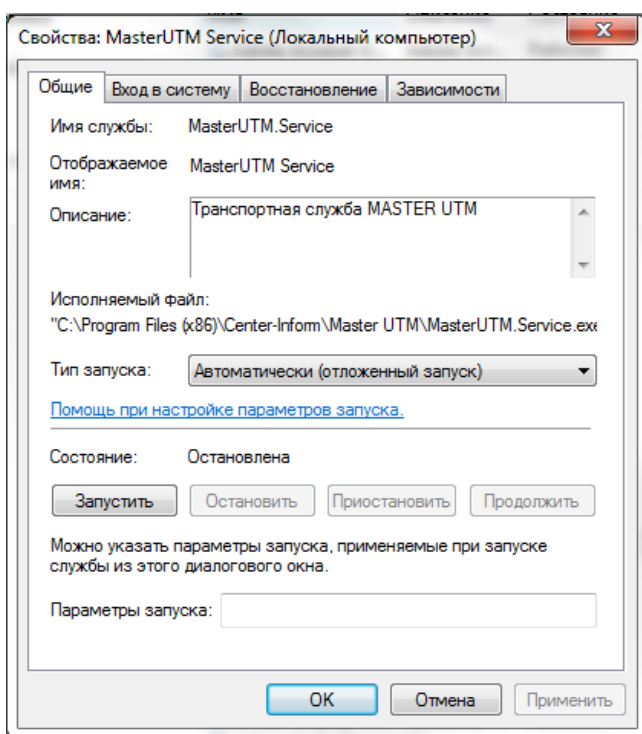 Свойства: MasterUTM Service (Локальный компьютер)
Общие Вход в систему Восстановление Зависимости
Имя службы: MasterUTM.Service
Отображаемое
имя: MasterUTM Service
Описание: Транспортная служба MASTER UTM
Исполняемый файл:
"C:\Program Files (x86)\Center-Inform\Master UTM\MasterUTM.Service.exe
Тип запуска: Автоматически (отложенный запуск)
Помощь при настройке параметров запуска.
Состояние: Остановлена
Запустить Остановить Приостановить Продолжить
Можно указать параметры запуска, применяемые при запуске
службы из этого диалогового окна.
Параметры запуска:
OK Отмена Применить